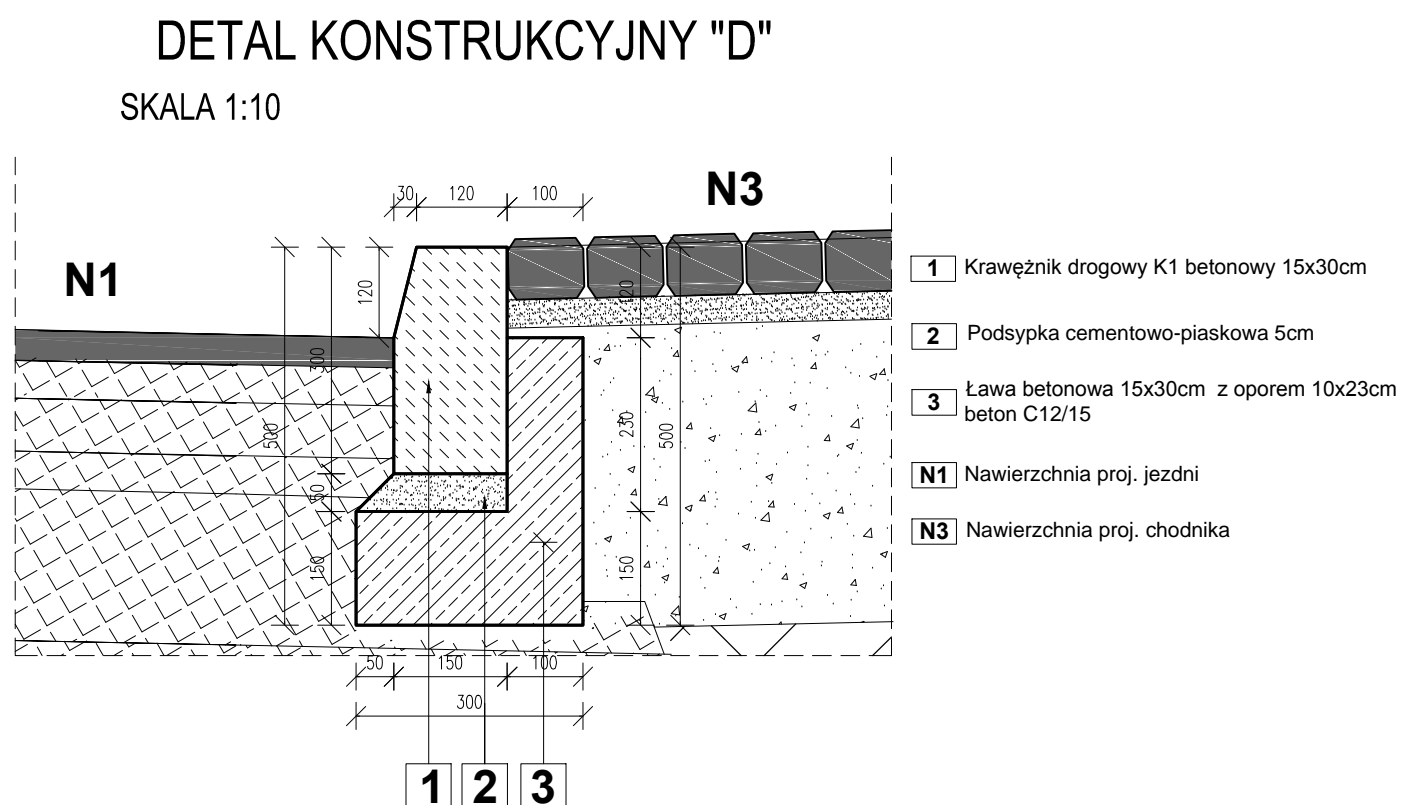 DETAL KONSTRUKCYJNY "D"
SKALA 1:10
N1
N3
30 120 100
120
300
500
50
150
120
230
500
150
50 150 100
300
1 2 3
1 Krawężnik drogowy K1 betonowy 15x30cm
2 Podsypka cementowo-piaskowa 5cm
3 Ława betonowa 15x30cm z oporem 10x23cm
beton C12/15
N1 Nawierzchnia proj. jezdni
N3 Nawierzchnia proj. chodnika